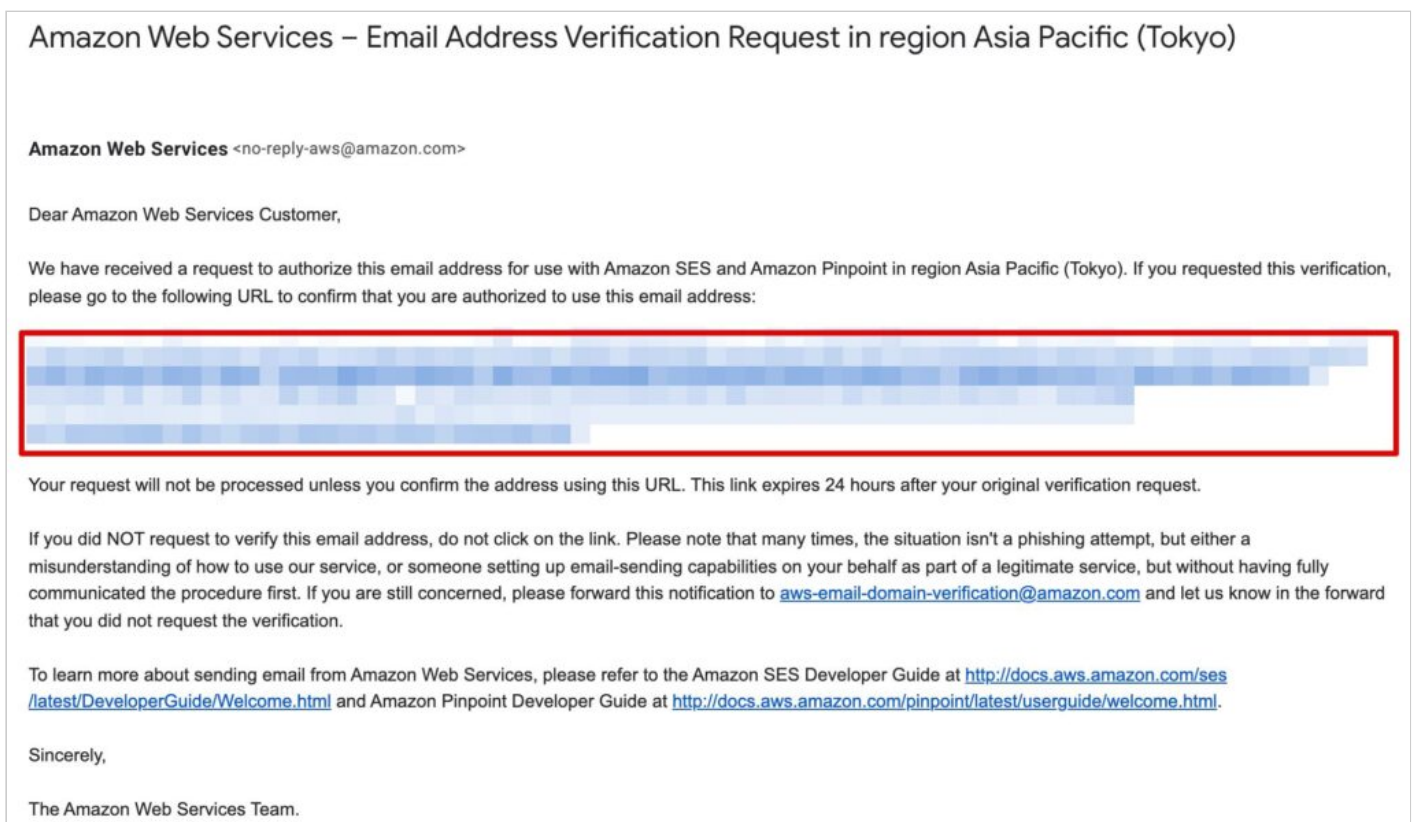 Amazon Web Services – Email Address Verification Request in region Asia Pacific (Tokyo)
Amazon Web Services <no-reply-aws@amazon.com>
Dear Amazon Web Services Customer,
We have received a request to authorize this email address for use with Amazon SES and Amazon Pinpoint in region Asia Pacific (Tokyo). If you requested this verification,
please go to the following URL to confirm that you are authorized to use this email address:
Your request will not be processed unless you confirm the address using this URL. This link expires 24 hours after your original verification request.
If you did NOT request to verify this email address, do not click on the link. Please note that many times, the situation isn't a phishing attempt, but either a
misunderstanding of how to use our service, or someone setting up email-sending capabilities on your behalf as part of a legitimate service, but without having fully
communicated the procedure first. If you are still concerned, please forward this notification to aws-email-domain-verification@amazon.com and let us know in the forward
that you did not request the verification.
To learn more about sending email from Amazon Web Services, please refer to the Amazon SES Developer Guide at http://docs.aws.amazon.com/ses
/latest/DeveloperGuide/Welcome.html and Amazon Pinpoint Developer Guide at http://docs.aws.amazon.com/pinpoint/latest/userguide/welcome.html.
Sincerely,
The Amazon Web Services Team.